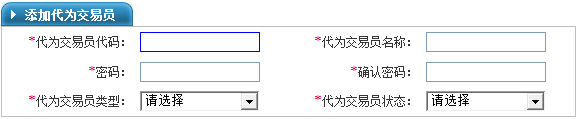 添加代为交易员
*代为交易员代码： *代为交易员名称：
*密码： *确认密码：
*代为交易员类型： 请选择 *代为交易员状态： 请选择